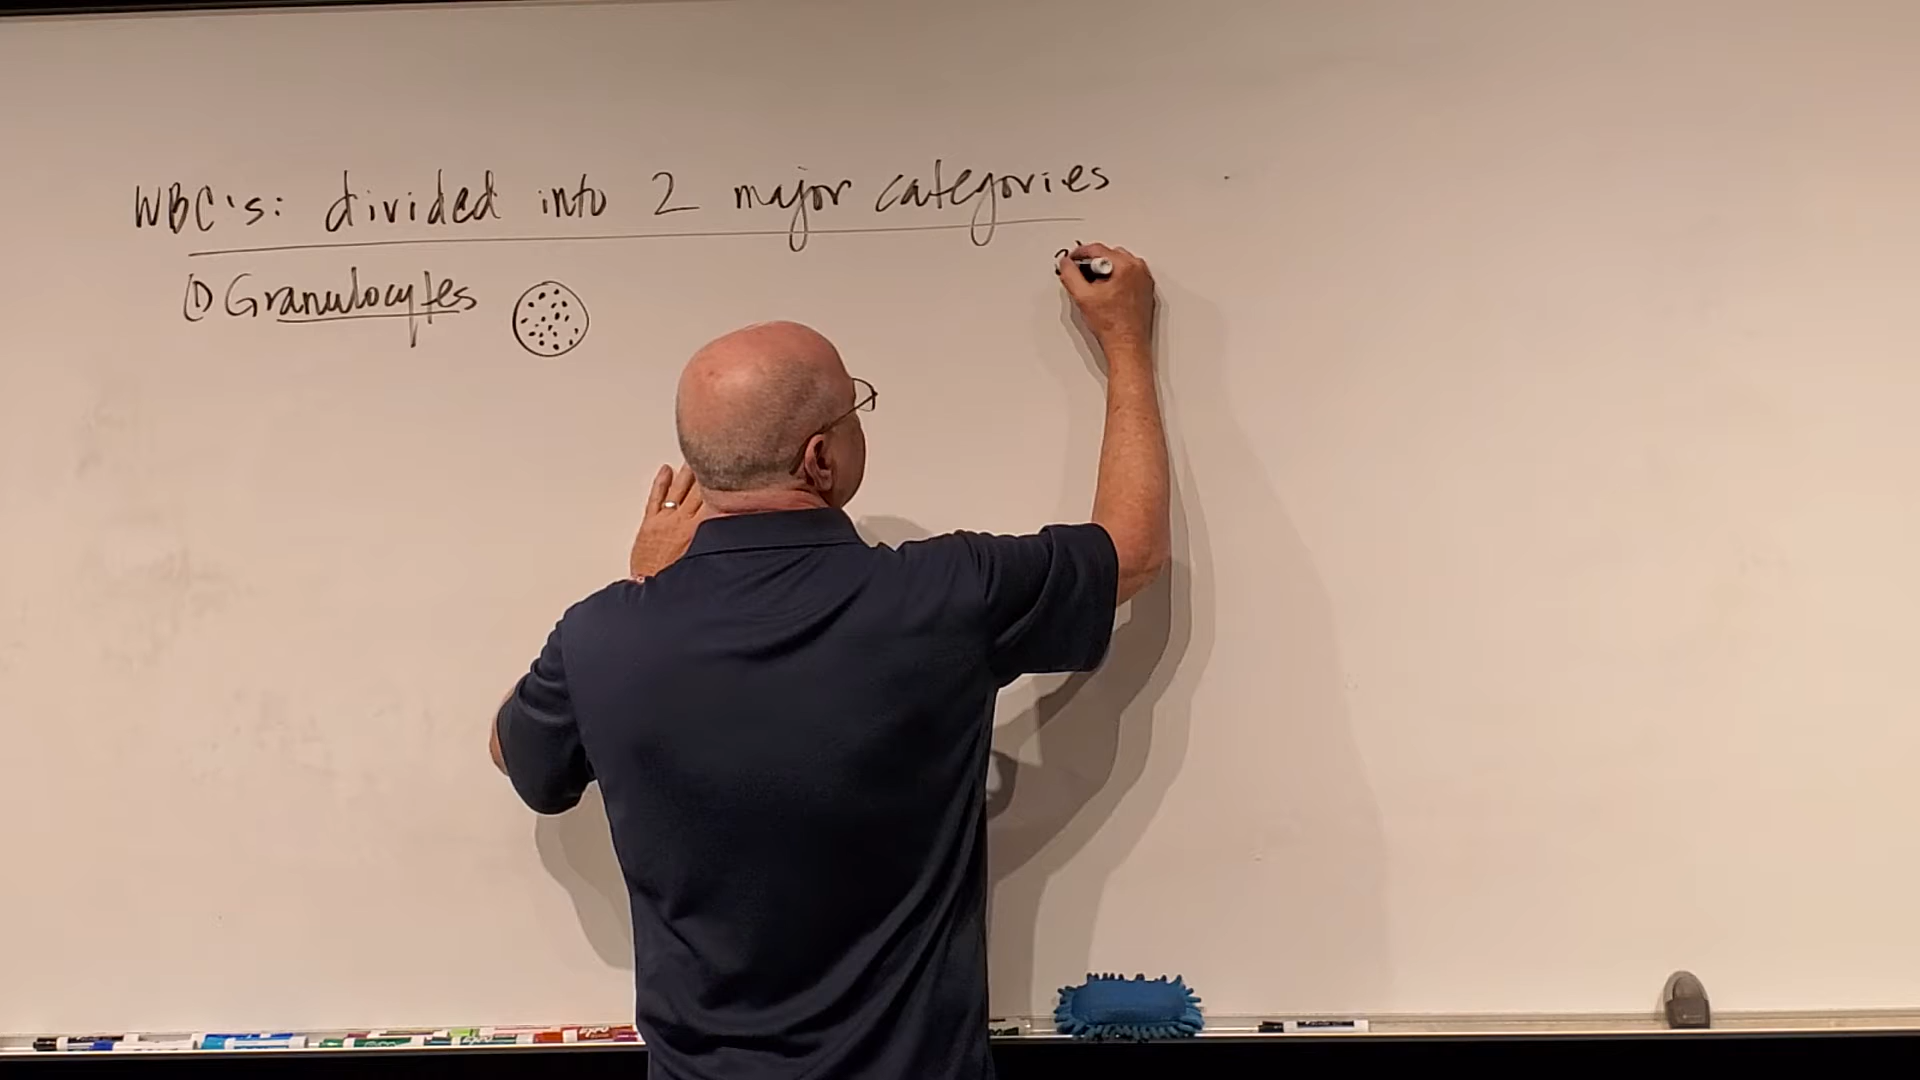 WBC's: divided into 2 major categories
① Granulocytes